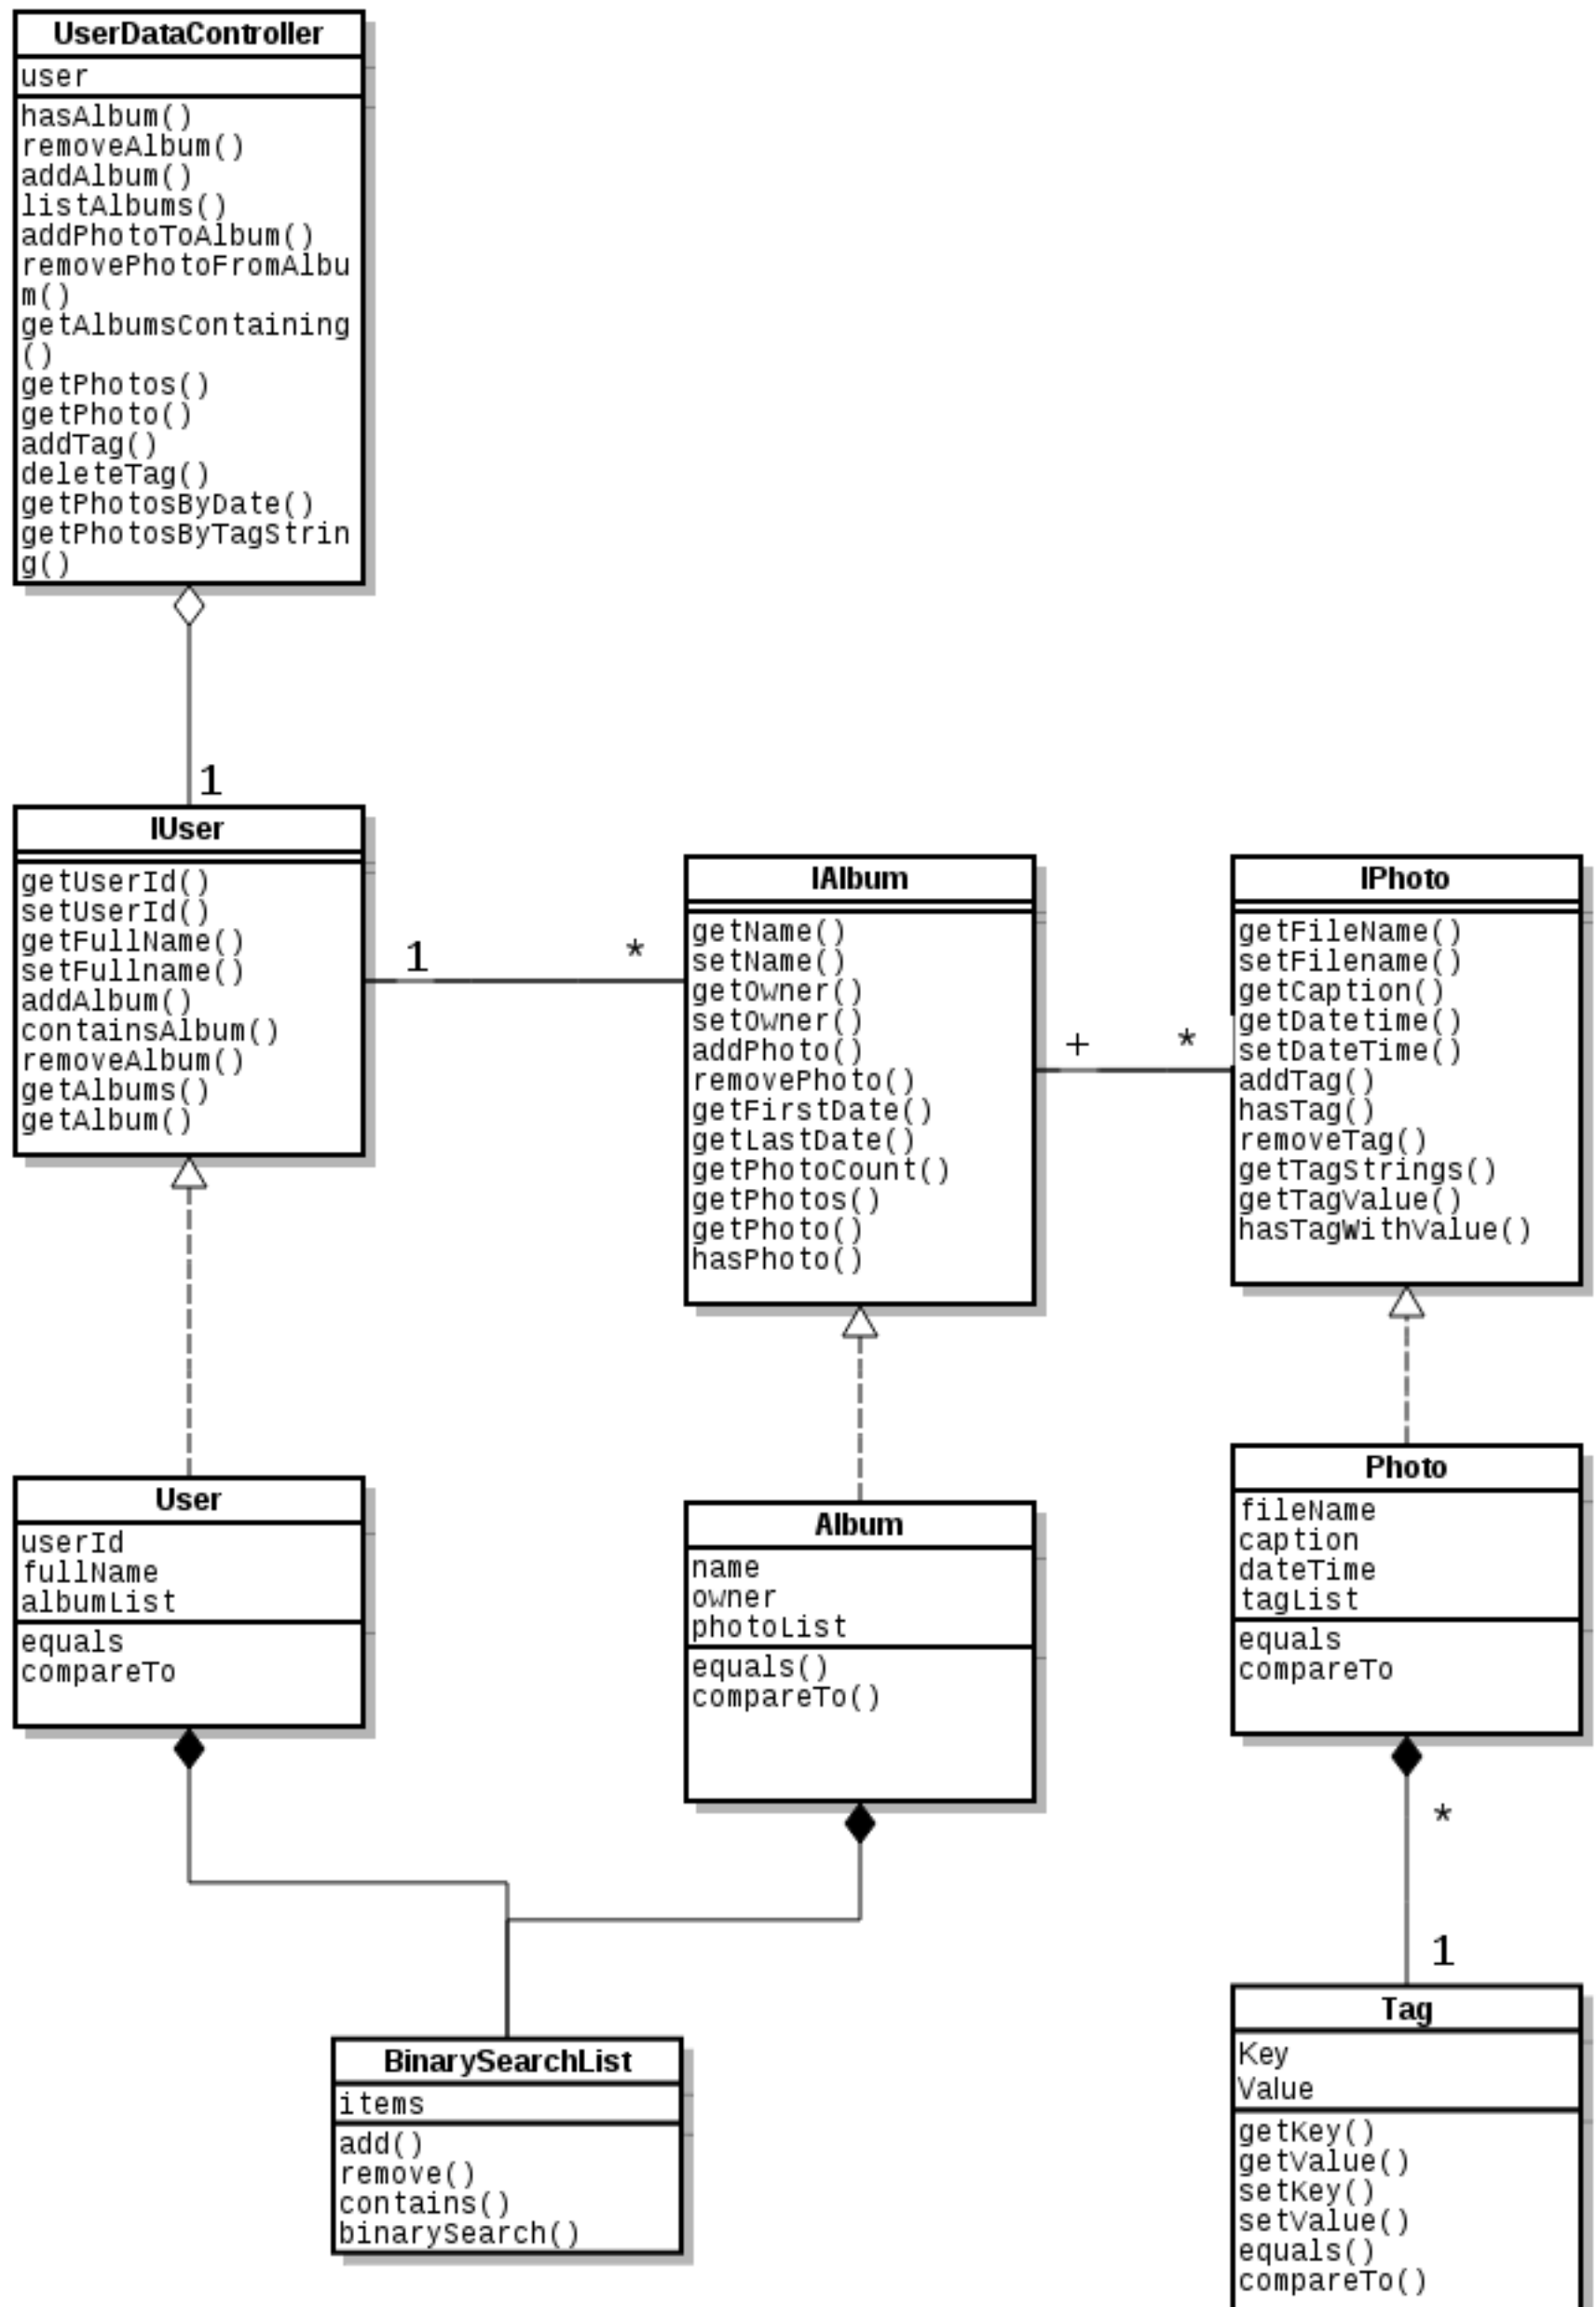 UserDataController
user
hasAlbum()
removeAlbum()
addAlbum()
listAlbums()
addPhotoToAlbum()
removePhotoFromAlbu
m()
getAlbumsContaining
()
getPhotos()
getPhoto()
addTag()
deleteTag()
getPhotosByDate()
getPhotosByTagStrin
g()
1
IUser
getUserId()
setUserId()
getFullName()
setFullname()
addAlbum()
containsAlbum()
removeAlbum()
getAlbums()
getAlbum()
1 *
IAlbum
getName()
setName()
getOwner()
setOwner()
addPhoto()
removePhoto()
getFirstDate()
getLastDate()
getPhotoCount()
getPhotos()
getPhoto()
hasPhoto()
+ *
IPhoto
getFileName()
setFilename()
getCaption()
getDatetime()
setDateTime()
addTag()
hasTag()
removeTag()
getTagStrings()
getTagValue()
hasTagWithValue()
User
userId
fullName
albumList
equals
compareTo
Album
name
owner
photoList
equals()
compareTo()
Photo
fileName
caption
dateTime
tagList
equals
compareTo
*
1
BinarySearchList
items
add()
remove()
contains()
binarySearch()
Tag
Key
Value
getKey()
getValue()
setKey()
setValue()
equals()
compareTo()